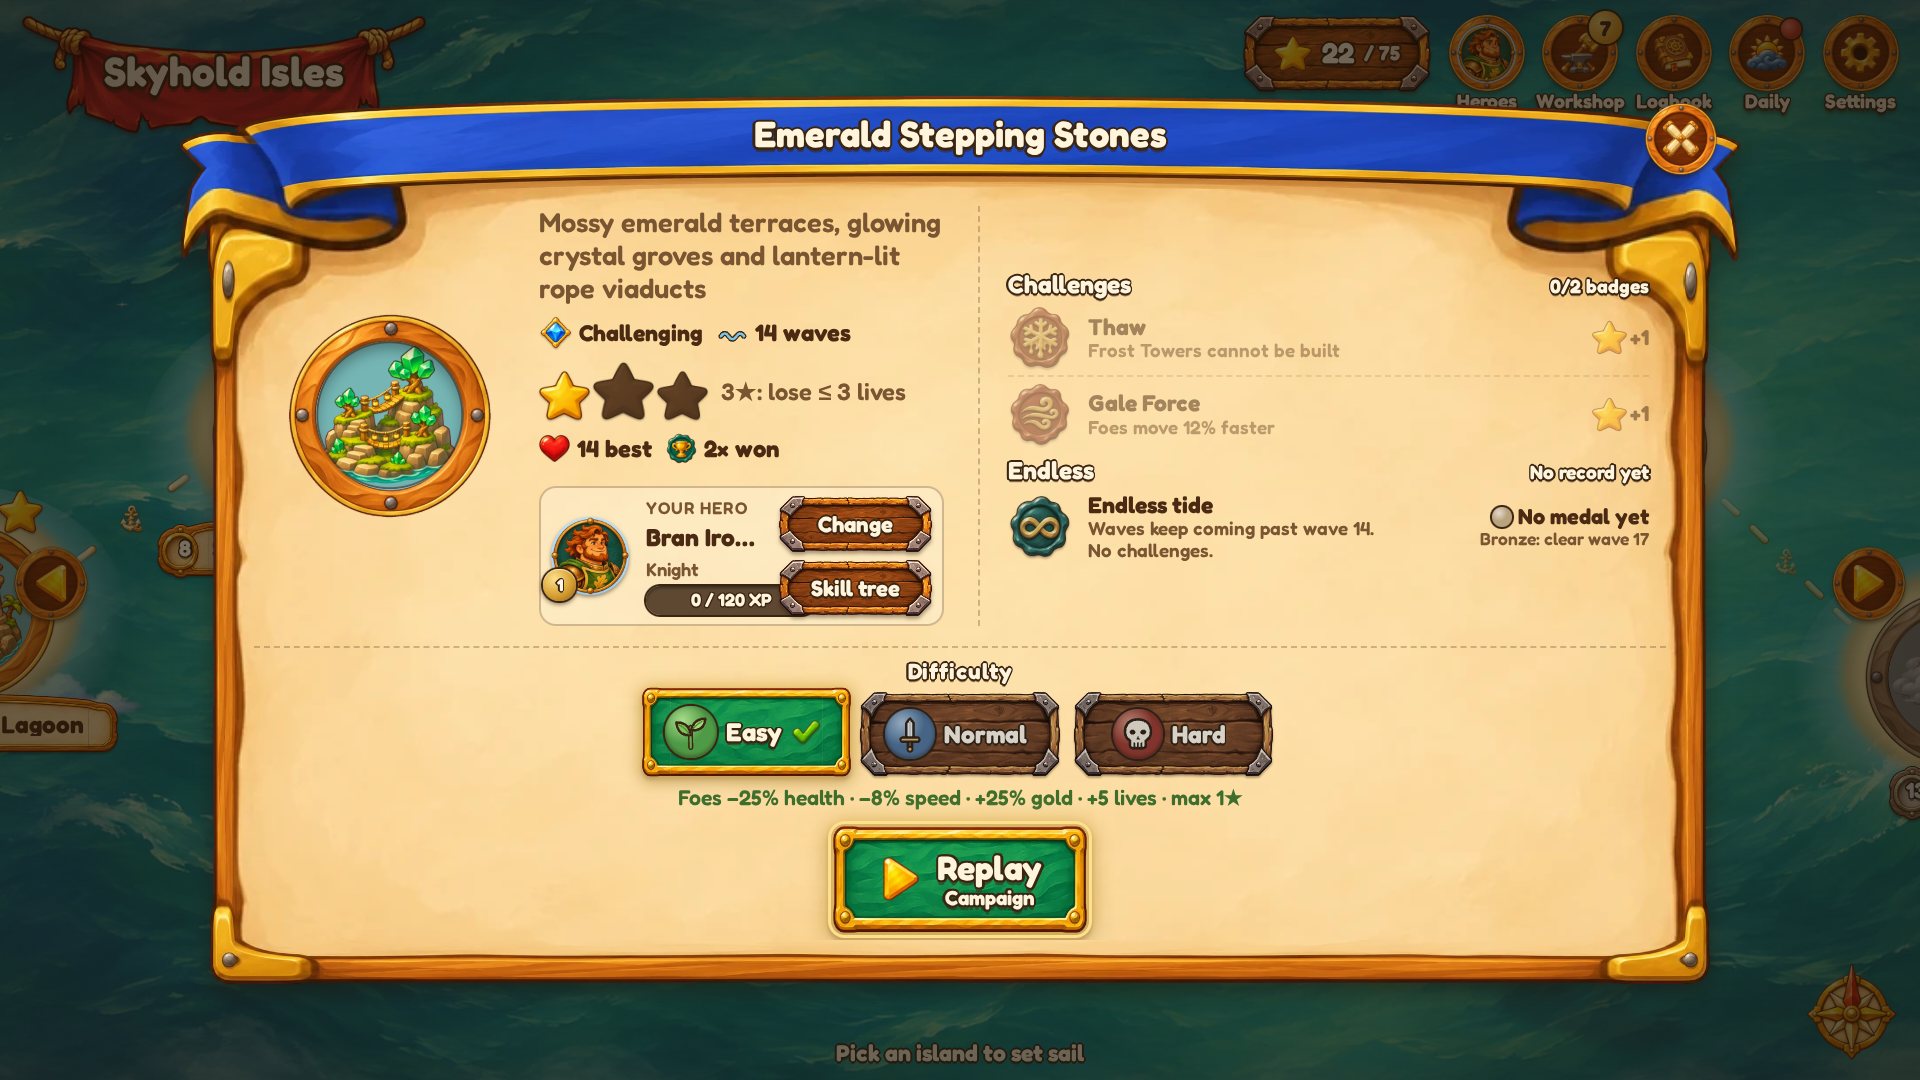 Skyhold Isles
22 / 75
7
Heroes
Workshop
Logbook
Daily
Settings
Emerald Stepping Stones
Mossy emerald terraces, glowing
crystal groves and lantern-lit
rope viaducts
Challenging
14 waves
3★: lose ≤ 3 lives
14 best
2x won
YOUR HERO
Bran Iro...
Knight
1
0 / 120 XP
Change
Skill tree
Challenges
0/2 badges
Thaw
Frost Towers cannot be built
+1
Gale Force
Foes move 12% faster
+1
Endless
No record yet
Endless tide
Waves keep coming past wave 14.
No challenges.
No medal yet
Bronze: clear wave 17
8
Lagoon
Difficulty
Easy
Normal
Hard
Foes −25% health · −8% speed · +25% gold · +5 lives · max 1★
Replay
Campaign
Pick an island to set sail